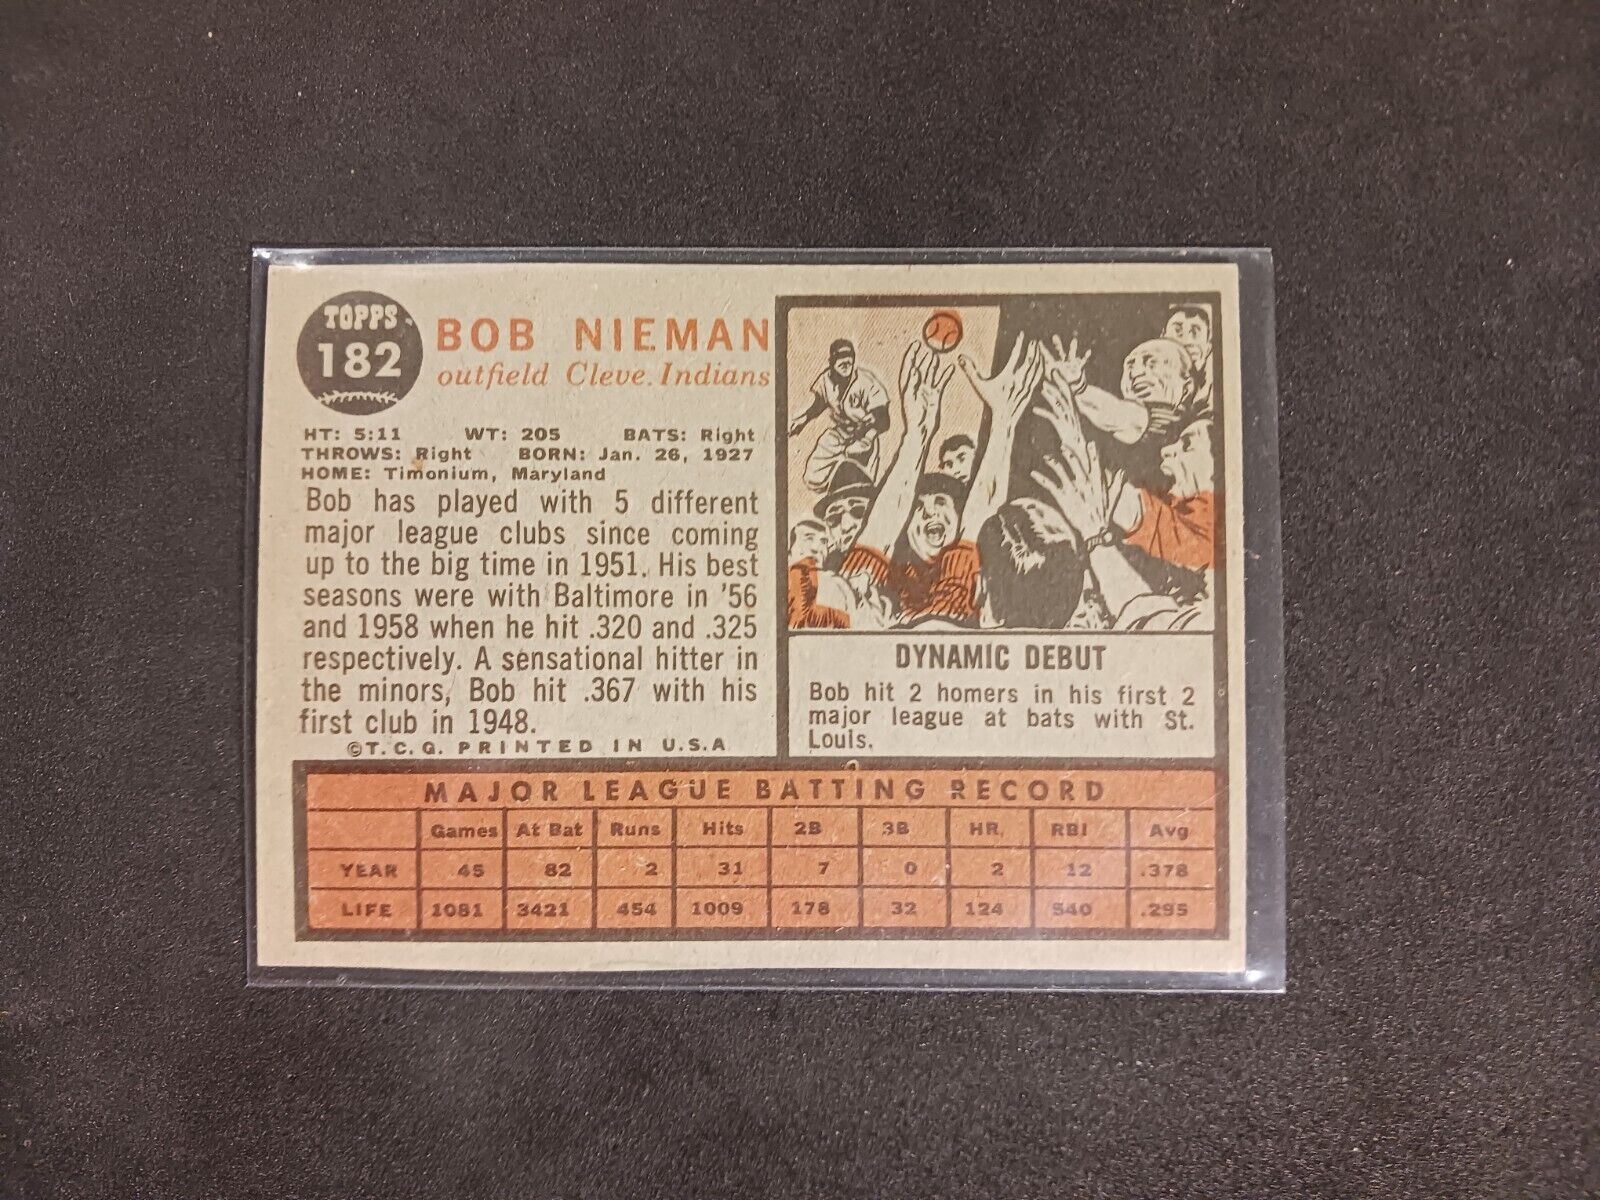 TOPPS
182
BOB NIEMAN
outfield Cleve. Indians
HT: 5:11 WT: 205 BATS: Right
THROWS: Right BORN: Jan. 26, 1927
HOME: Timonium, Maryland
Bob has played with 5 different
major league clubs since coming
up to the big time in 1951. His best
seasons were with Baltimore in '56
and 1958 when he hit .320 and .325
respectively. A sensational hitter in
the minors, Bob hit .367 with his
first club in 1948.
©T. C. G. PRINTED IN U.S.A
DYNAMIC DEBUT
Bob hit 2 homers in his first 2
major league at bats with St.
Louis.
MAJOR LEAGUE BATTING RECORD
Games At Bat Runs Hits 2B 3B HR. RBI Avg
YEAR 45 82 2 31 7 0 2 12 .378
LIFE 1081 3421 454 1009 178 32 124 540 .295